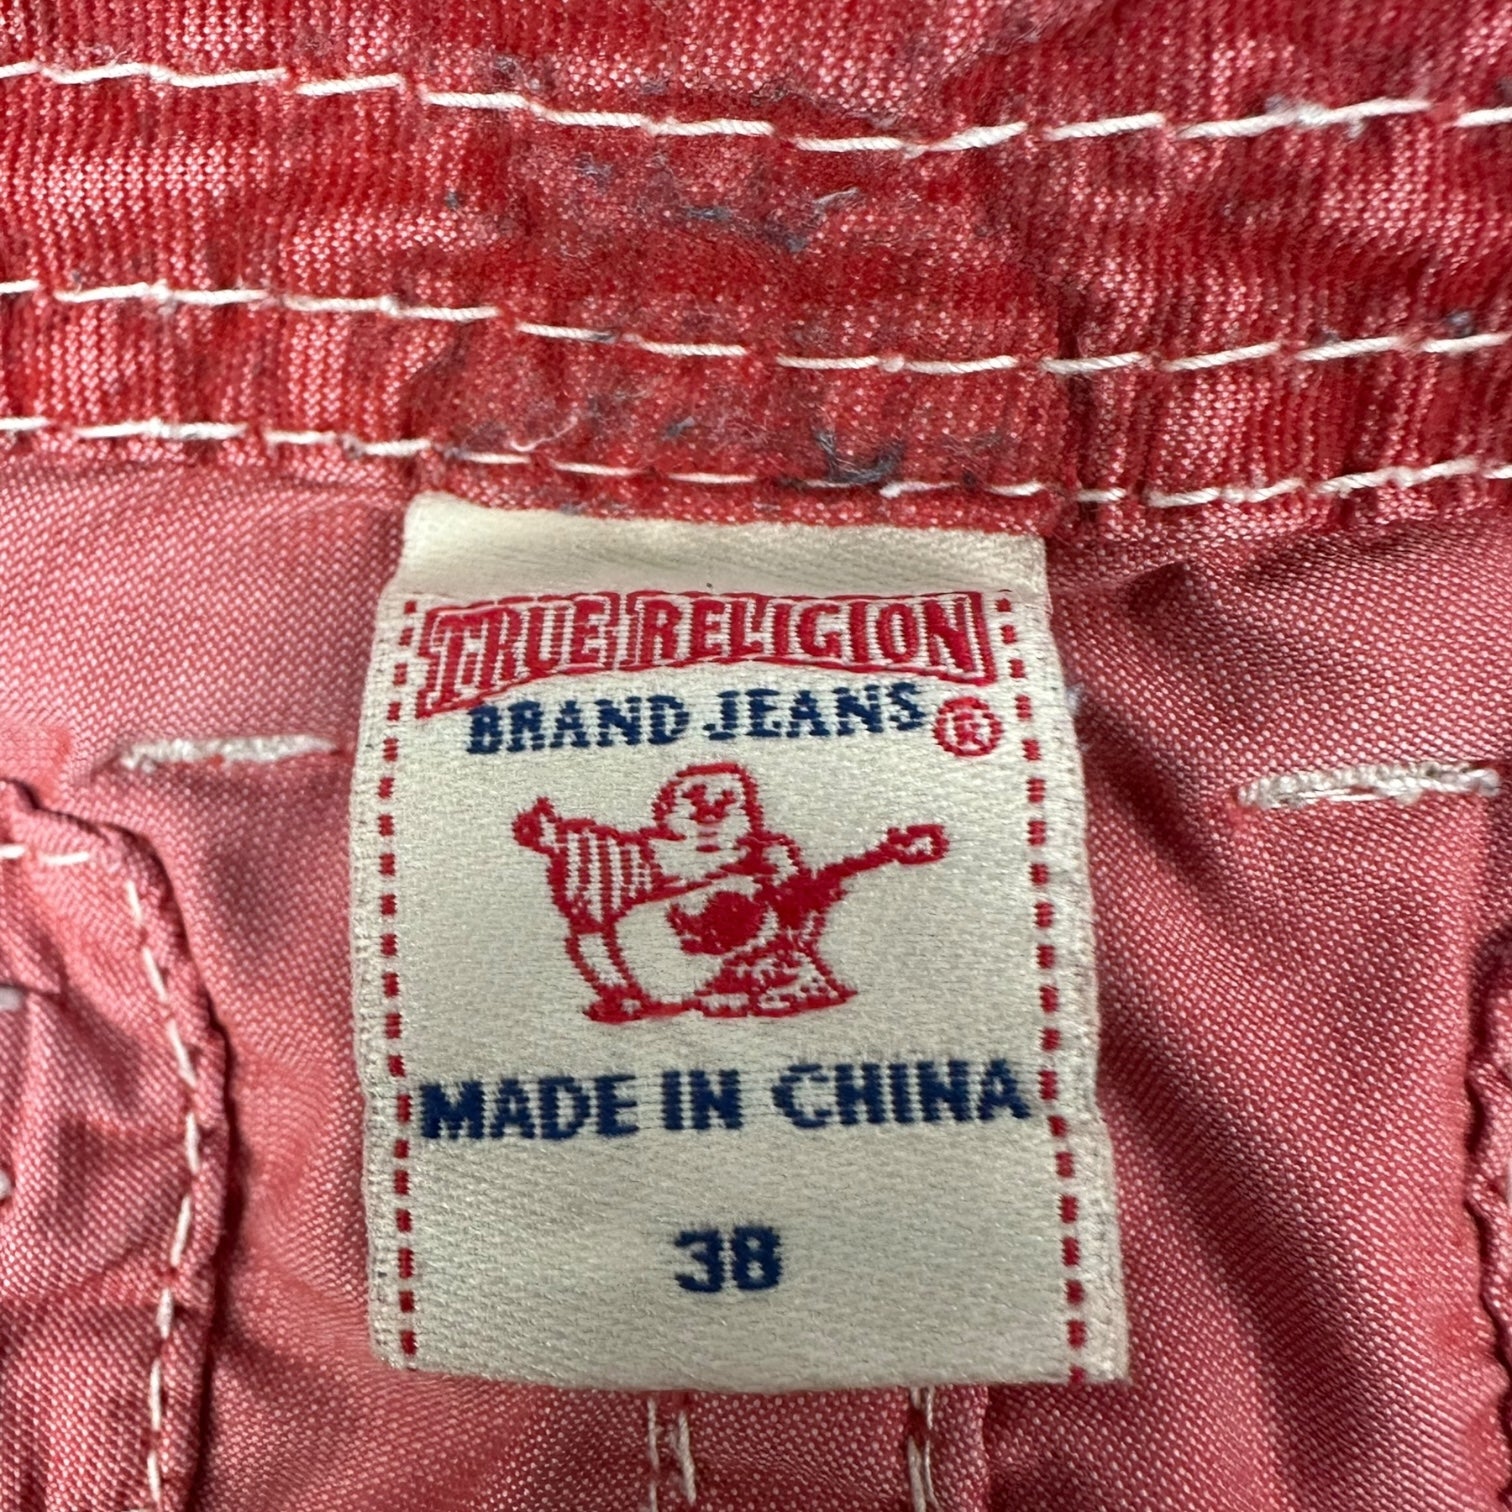 TRUE RELIGION
BRAND JEANS ®
MADE IN CHINA
38